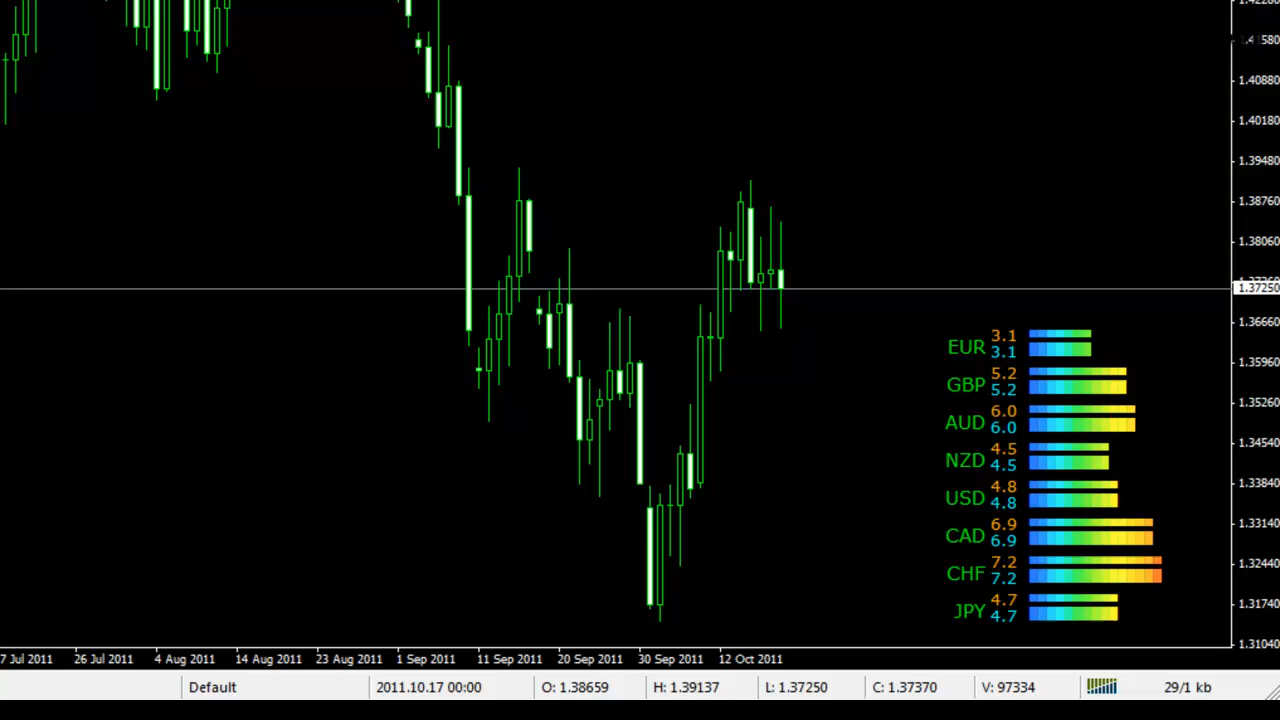 1.42280
1.40880
1.40180
1.39480
1.38760
1.38060
1.37250
1.36660
1.35960
1.35260
1.34540
1.33840
1.33140
1.32440
1.31740
1.31040
EUR 3.1
3.1
GBP 5.2
5.2
AUD 6.0
6.0
NZD 4.5
4.5
USD 4.8
4.8
CAD 6.9
6.9
CHF 7.2
7.2
JPY 4.7
4.7
7 Jul 2011 26 Jul 2011 4 Aug 2011 14 Aug 2011 23 Aug 2011 1 Sep 2011 11 Sep 2011 20 Sep 2011 30 Sep 2011 12 Oct 2011
Default 2011.10.17 00:00 O: 1.38659 H: 1.39137 L: 1.37250 C: 1.37370 V: 97334 29/1 kb